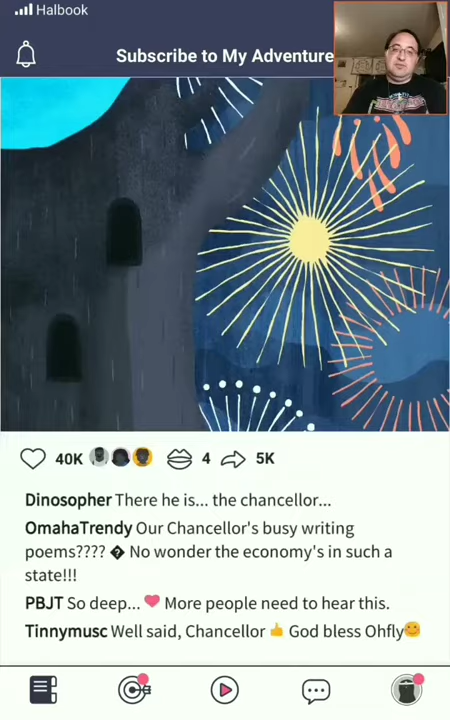 Halbook
Subscribe to My Adventure
40K
4
5K
Dinosopher There he is... the chancellor...
OmahaTrendy Our Chancellor's busy writing
poems???? � No wonder the economy's in such a
state!!!
PBJT So deep... ❤ More people need to hear this.
Tinnymusc Well said, Chancellor 👍 God bless Ohfly😊